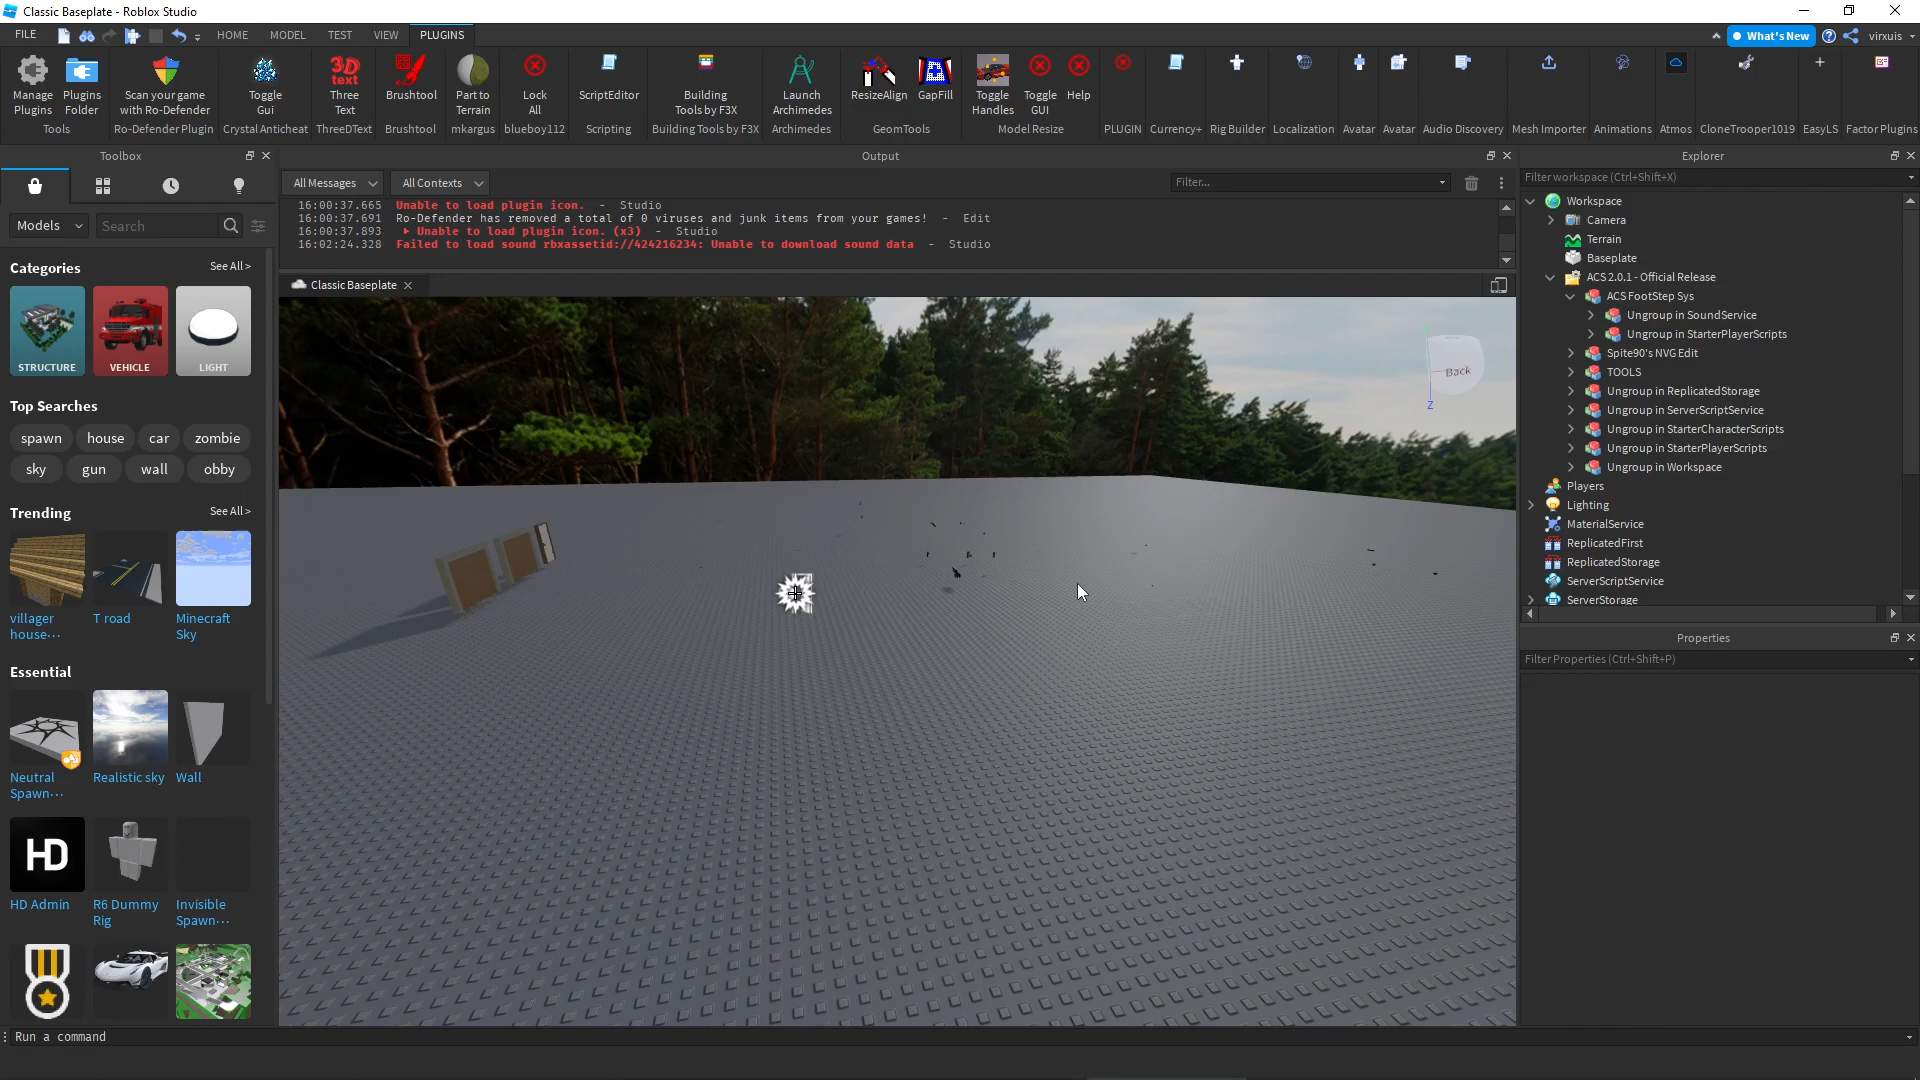 Classic Baseplate - Roblox Studio
FILE
HOME
MODEL
TEST
VIEW
PLUGINS
What's New
virxuis
Manage Plugins
Plugins Folder
Tools
Scan your game with Ro-Defender
Ro-Defender Plugin
Toggle Gui
Crystal Anticheat
3D text
Three Text
ThreeDText
Brushtool
Brushtool
Part to Terrain
mkargus
Lock All
blueboy112
ScriptEditor
Scripting
Building Tools by F3X
Building Tools by F3X
Launch Archimedes
Archimedes
ResizeAlign
GapFill
GeomTools
Toggle Handles
Toggle GUI
Help
Model Resize
PLUGIN
Currency+
Rig Builder
Localization
Avatar
Avatar
Audio Discovery
Mesh Importer
Animations
Atmos
CloneTrooper1019
EasyLS
Factor Plugins
Toolbox
Models
Search
Categories
See All >
STRUCTURE
VEHICLE
LIGHT
Top Searches
spawn
house
car
zombie
sky
gun
wall
obby
Trending
See All >
villager house...
T road
Minecraft Sky
Essential
Neutral Spawn...
Realistic sky
Wall
HD
HD Admin
R6 Dummy Rig
Invisible Spawn...
Output
All Messages
All Contexts
Filter...
16:00:37.665 Unable to load plugin icon. - Studio
16:00:37.691 Ro-Defender has removed a total of 0 viruses and junk items from your games! - Edit
16:00:37.893 Unable to load plugin icon. (x3) - Studio
16:02:24.328 Failed to load sound rbxassetid://424216234: Unable to download sound data - Studio
Classic Baseplate
Back
Z
Explorer
Filter workspace (Ctrl+Shift+X)
Workspace
Camera
Terrain
Baseplate
ACS 2.0.1 - Official Release
ACS FootStep Sys
Ungroup in SoundService
Ungroup in StarterPlayerScripts
Spite90's NVG Edit
TOOLS
Ungroup in ReplicatedStorage
Ungroup in ServerScriptService
Ungroup in StarterCharacterScripts
Ungroup in StarterPlayerScripts
Ungroup in Workspace
Players
Lighting
MaterialService
ReplicatedFirst
ReplicatedStorage
ServerScriptService
ServerStorage
Properties
Filter Properties (Ctrl+Shift+P)
Run a command